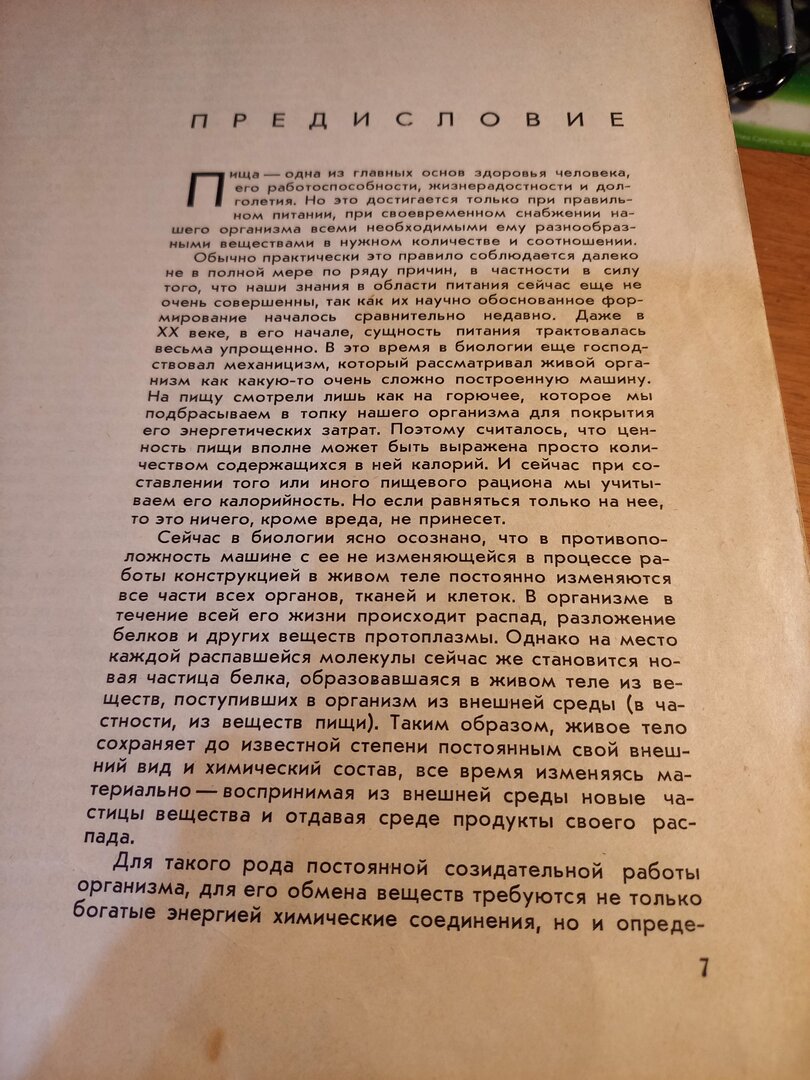 ПРЕДИСЛОВИЕ
Пища — одна из главных основ здоровья человека,
его работоспособности, жизнерадостности и дол-
голетия. Но это достигается только при правиль-
ном питании, при своевременном снабжении на-
шего организма всеми необходимыми ему разнообраз-
ными веществами в нужном количестве и соотношении.
Обычно практически это правило соблюдается далеко
не в полной мере по ряду причин, в частности в силу
того, что наши знания в области питания сейчас еще не
очень совершенны, так как их научно обоснованное фор-
мирование началось сравнительно недавно. Даже в
XX веке, в его начале, сущность питания трактовалась
весьма упрощенно. В это время в биологии еще господ-
ствовал механицизм, который рассматривал живой орга-
низм как какую-то очень сложно построенную машину.
На пищу смотрели лишь как на горючее, которое мы
подбрасываем в топку нашего организма для покрытия
его энергетических затрат. Поэтому считалось, что цен-
ность пищи вполне может быть выражена просто коли-
чеством содержащихся в ней калорий. И сейчас при со-
ставлении того или иного пищевого рациона мы учиты-
ваем его калорийность. Но если равняться только на нее,
то это ничего, кроме вреда, не принесет.
Сейчас в биологии ясно осознано, что в противопо-
ложность машине с ее не изменяющейся в процессе ра-
боты конструкцией в живом теле постоянно изменяются
все части всех органов, тканей и клеток. В организме в
течение всей его жизни происходит распад, разложение
белков и других веществ протоплазмы. Однако на место
каждой распавшейся молекулы сейчас же становится но-
вая частица белка, образовавшаяся в живом теле из ве-
ществ, поступивших в организм из внешней среды (в ча-
стности, из веществ пищи). Таким образом, живое тело
сохраняет до известной степени постоянным свой внеш-
ний вид и химический состав, все время изменяясь ма-
териально — воспринимая из внешней среды новые ча-
стицы вещества и отдавая среде продукты своего рас-
пада.
Для такого рода постоянной созидательной работы
организма, для его обмена веществ требуются не только
богатые энергией химические соединения, но и опреде-
7